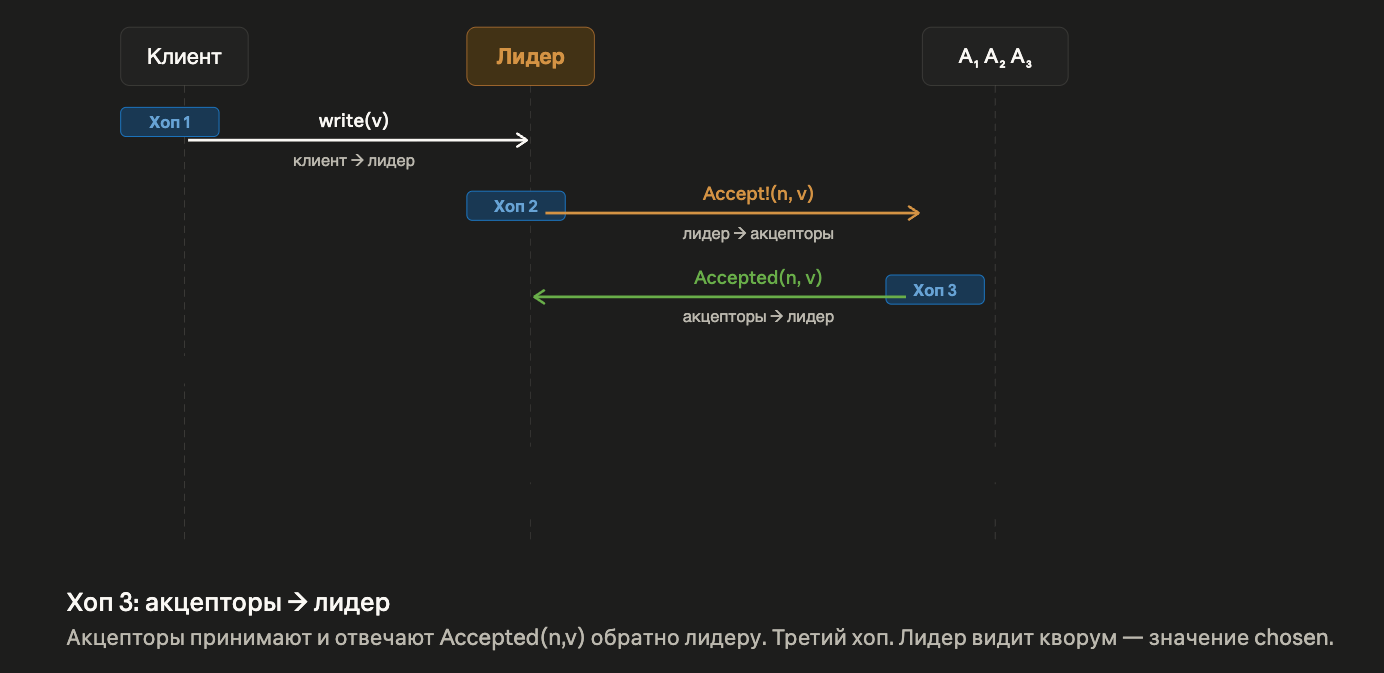 Клиент
Лидер
A₁ A₂ A₃
Хоп 1
write(v)
клиент → лидер
Хоп 2
Accept!(n, v)
лидер → акцепторы
Accepted(n, v)
Хоп 3
акцепторы → лидер
Хоп 3: акцепторы → лидер
Акцепторы принимают и отвечают Accepted(n,v) обратно лидеру. Третий хоп. Лидер видит кворум — значение chosen.